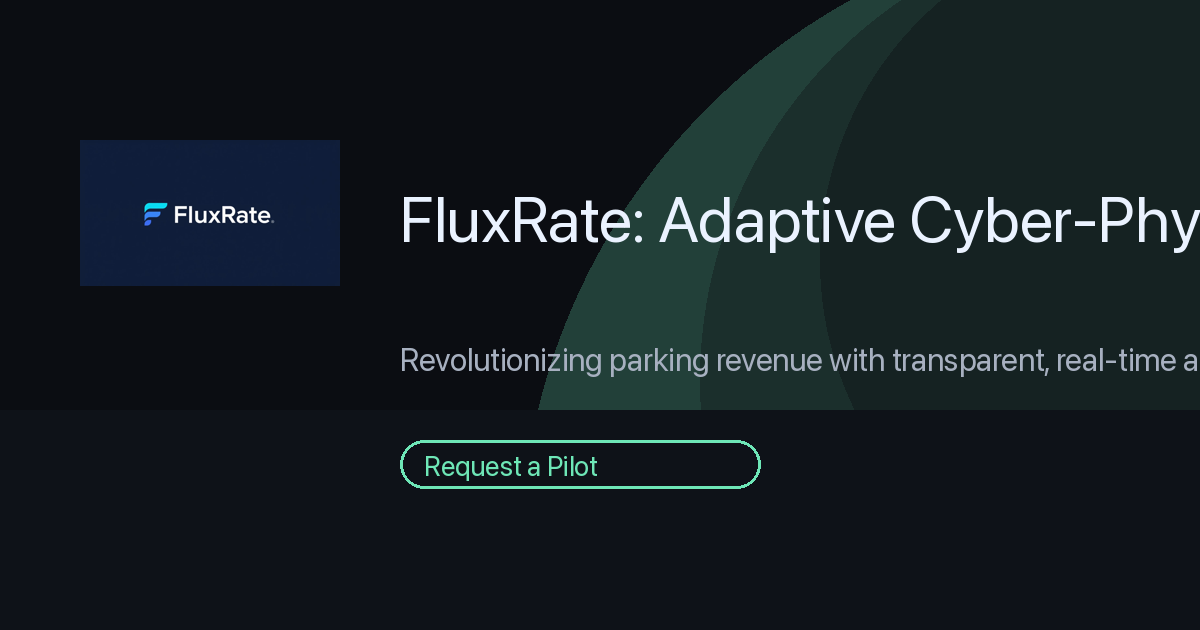 FluxRate.
FluxRate: Adaptive Cyber-Phy
Revolutionizing parking revenue with transparent, real-time a
Request a Pilot